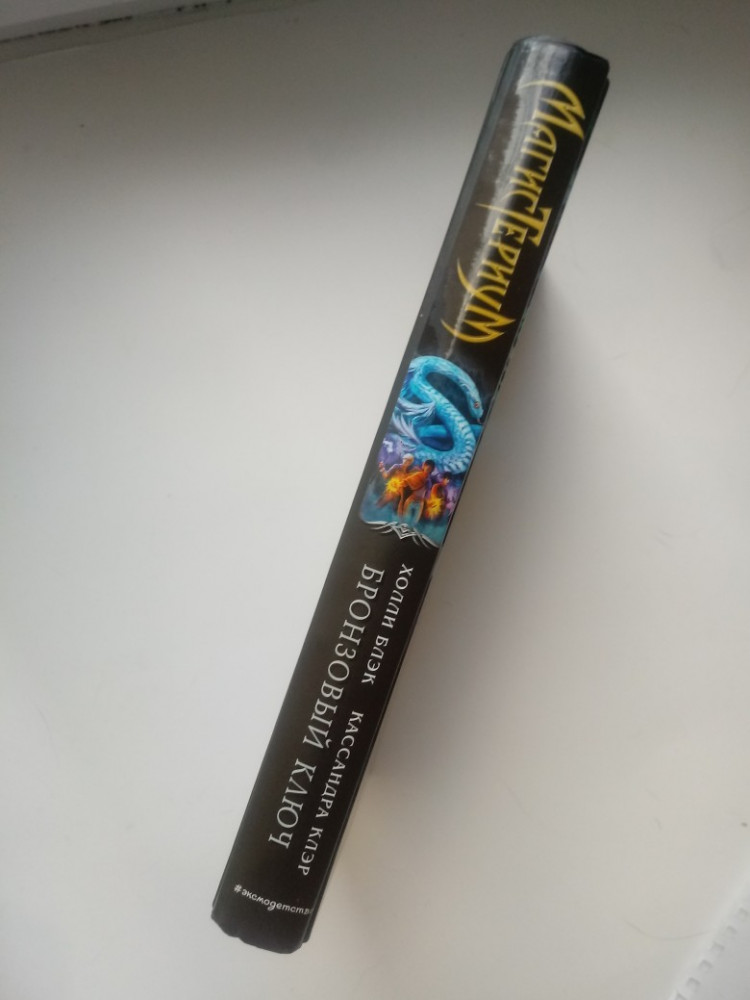 МагисТериуМ
ХОЛЛИ БЛЭК КАССАНДРА КЛЭР
БРОНЗОВЫЙ КЛЮЧ
#эксмодетство